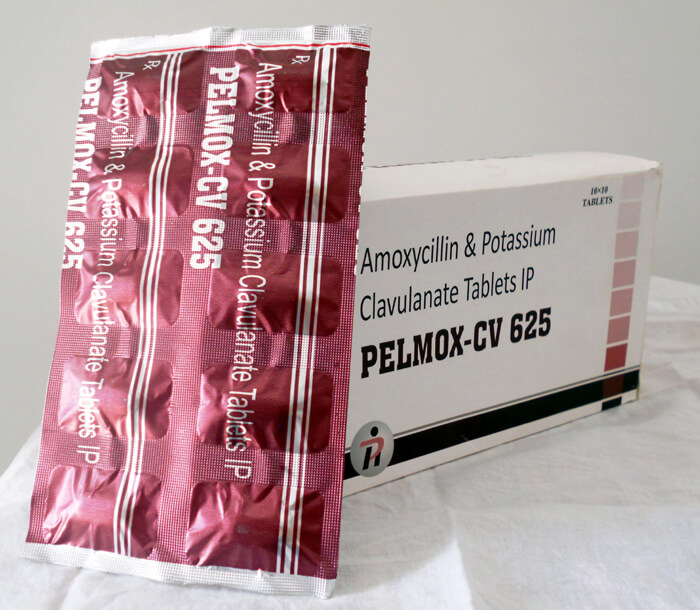 Rx
Amoxycillin & Potassium Clavulanate Tablets IP
PELMOX-CV 625
Rx
Amoxycillin & Potassium Clavulanate Tablets IP
PELMOX-CV 625
10×10
TABLETS
Amoxycillin & Potassium
Clavulanate Tablets IP
PELMOX-CV 625